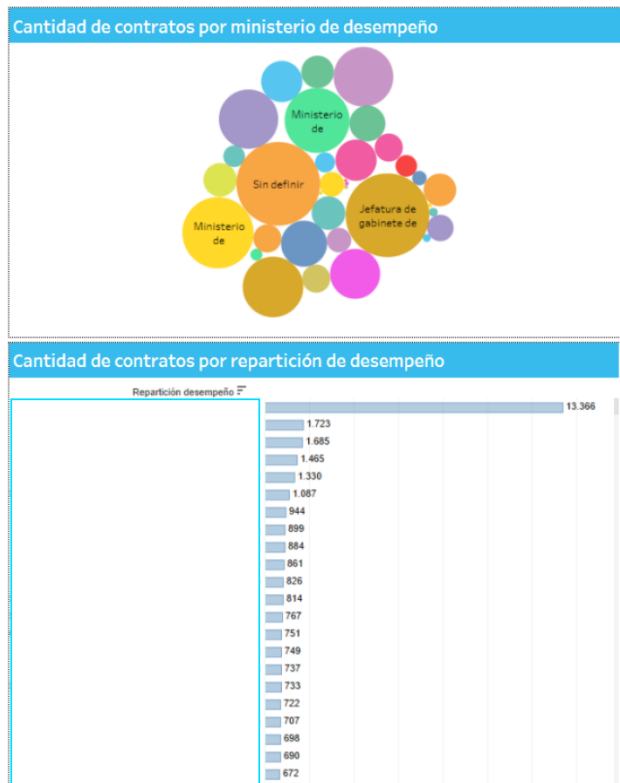 Cantidad de contratos por ministerio de desempeño
Ministerio
de
Sin definir
Jefatura de
gabinete de
Ministerio
de
Cantidad de contratos por repartición de desempeño
Repartición desempeño
13.366
1.723
1.685
1.465
1.330
1.087
944
899
884
861
826
814
767
751
749
737
733
722
707
698
690
672